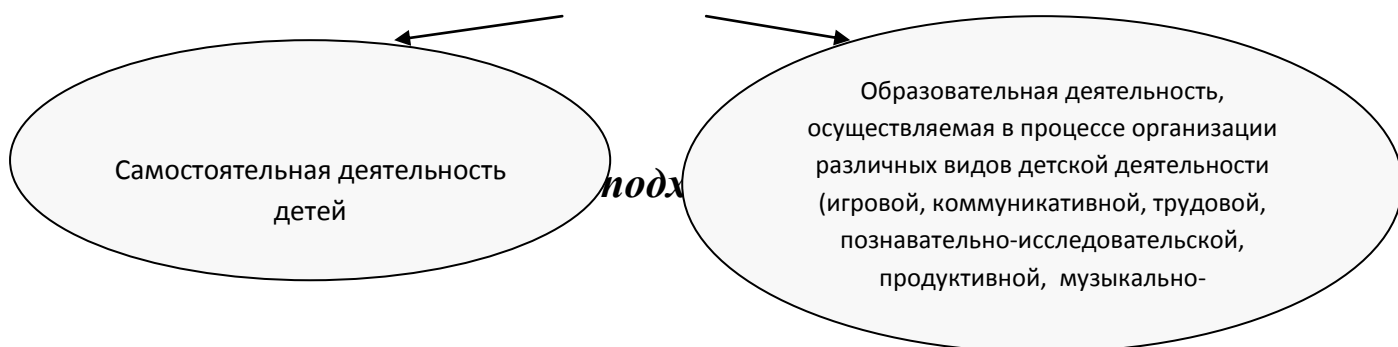 Самостоятельная деятельность
детей
подх
Образовательная деятельность,
осуществляемая в процессе организации
различных видов детской деятельности
(игровой, коммуникативной, трудовой,
познавательно-исследовательской,
продуктивной, музыкально-